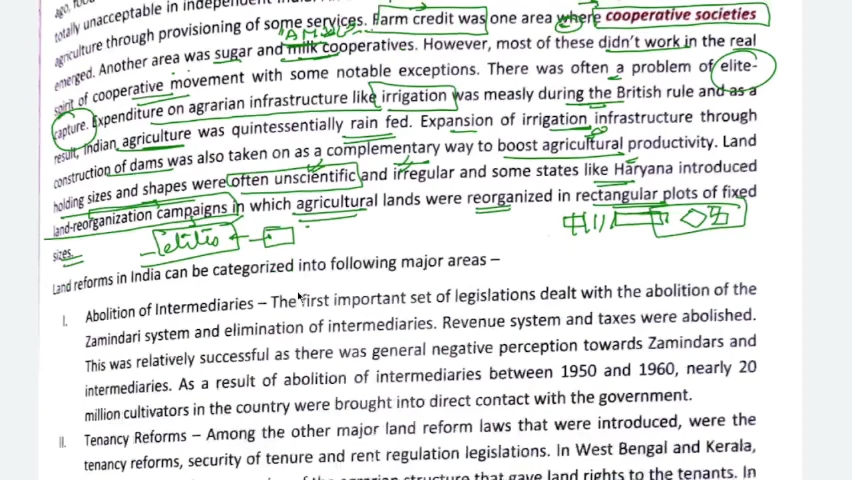 ago,
totally unacceptable in independent
agriculture through provisioning of some services. Farm credit was one area where cooperative societies
AMUL
emerged. Another area was sugar and milk cooperatives. However, most of these didn't work in the real
spirit of cooperative movement with some notable exceptions. There was often a problem of elite-
capture. Expenditure on agrarian infrastructure like irrigation was measly during the British rule and as a
result, Indian agriculture was quintessentially rain fed. Expansion of irrigation infrastructure through
construction of dams was also taken on as a complementary way to boost agricultural productivity. Land
holding sizes and shapes were often unscientific and irregular and some states like Haryana introduced
land-reorganization campaigns in which agricultural lands were reorganized in rectangular plots of fixed
sizes.
elites
Land reforms in India can be categorized into following major areas –
I. Abolition of Intermediaries – The first important set of legislations dealt with the abolition of the
Zamindari system and elimination of intermediaries. Revenue system and taxes were abolished.
This was relatively successful as there was general negative perception towards Zamindars and
intermediaries. As a result of abolition of intermediaries between 1950 and 1960, nearly 20
million cultivators in the country were brought into direct contact with the government.
II. Tenancy Reforms – Among the other major land reform laws that were introduced, were the
tenancy reforms, security of tenure and rent regulation legislations. In West Bengal and Kerala,
of the agrarian structure that gave land rights to the tenants. In